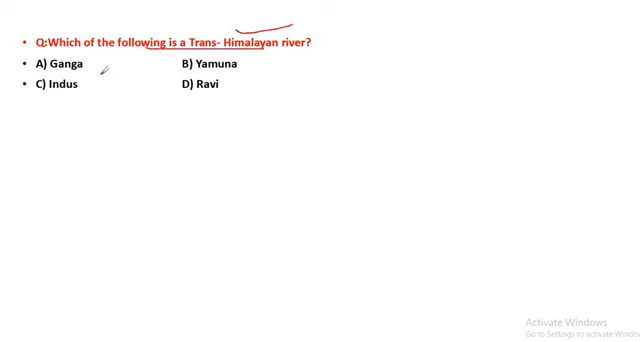 • Q:Which of the following is a Trans- Himalayan river?
• A) Ganga B) Yamuna
• C) Indus D) Ravi
Activate Windows
Go to Settings to activate Window